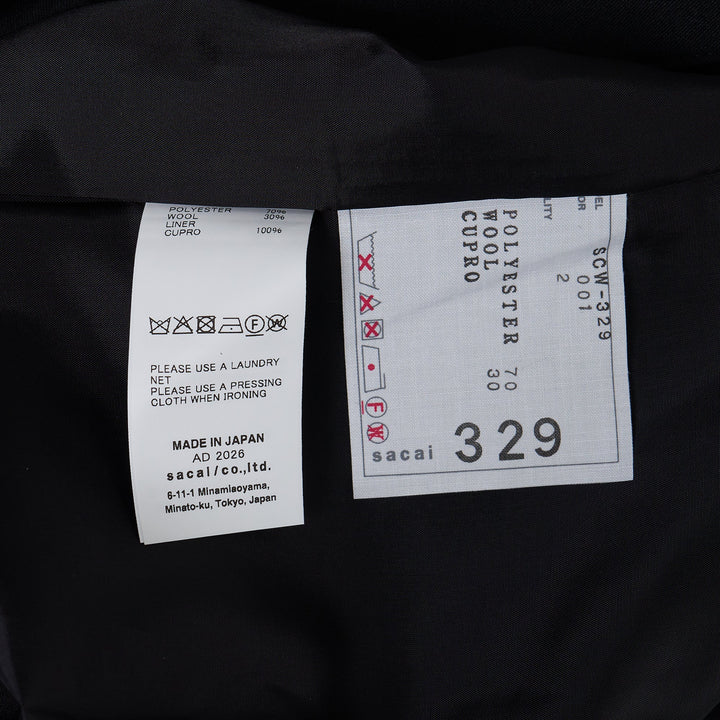 POLYESTER 70%
WOOL 30%
LINER
CUPRO 100%
PLEASE USE A LAUNDRY
NET
PLEASE USE A PRESSING
CLOTH WHEN IRONING
MADE IN JAPAN
AD 2026
sacai/co.,ltd.
6-11-1 Minamiaoyama,
Minato-ku, Tokyo, Japan
SCW-329
001
2
POLYESTER 70
WOOL 30
CUPRO
sacai 329